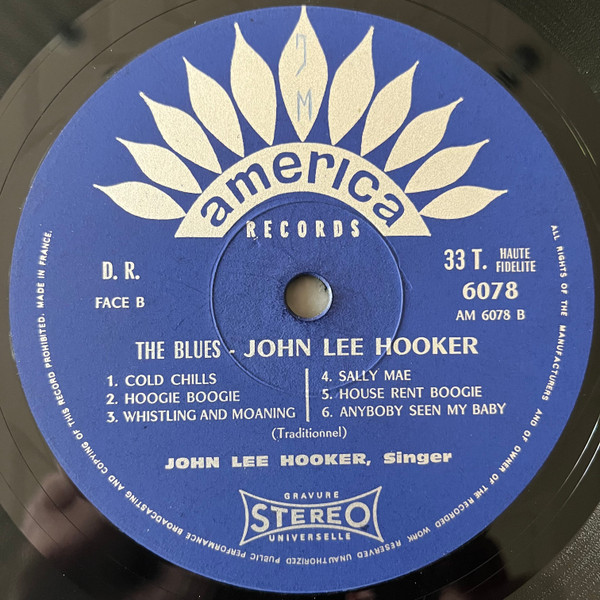 JM
america
RECORDS
D. R.
FACE B
33 T. HAUTE FIDELITE
6078
AM 6078 B
THE BLUES - JOHN LEE HOOKER
1. COLD CHILLS
2. HOOGIE BOOGIE
3. WHISTLING AND MOANING
4. SALLY MAE
5. HOUSE RENT BOOGIE
6. ANYBOBY SEEN MY BABY
(Traditionnel)
JOHN LEE HOOKER, Singer
GRAVURE
STEREO
UNIVERSELLE
ALL RIGHTS OF THE MANUFACTURERS AND OF OWNER OF THE RECORDED WORK RESERVED UNAUTHORIZED PUBLIC PERFORMANCE BROADCASTING AND COPYING OF THIS RECORD PROHIBITED. MADE IN FRANCE.